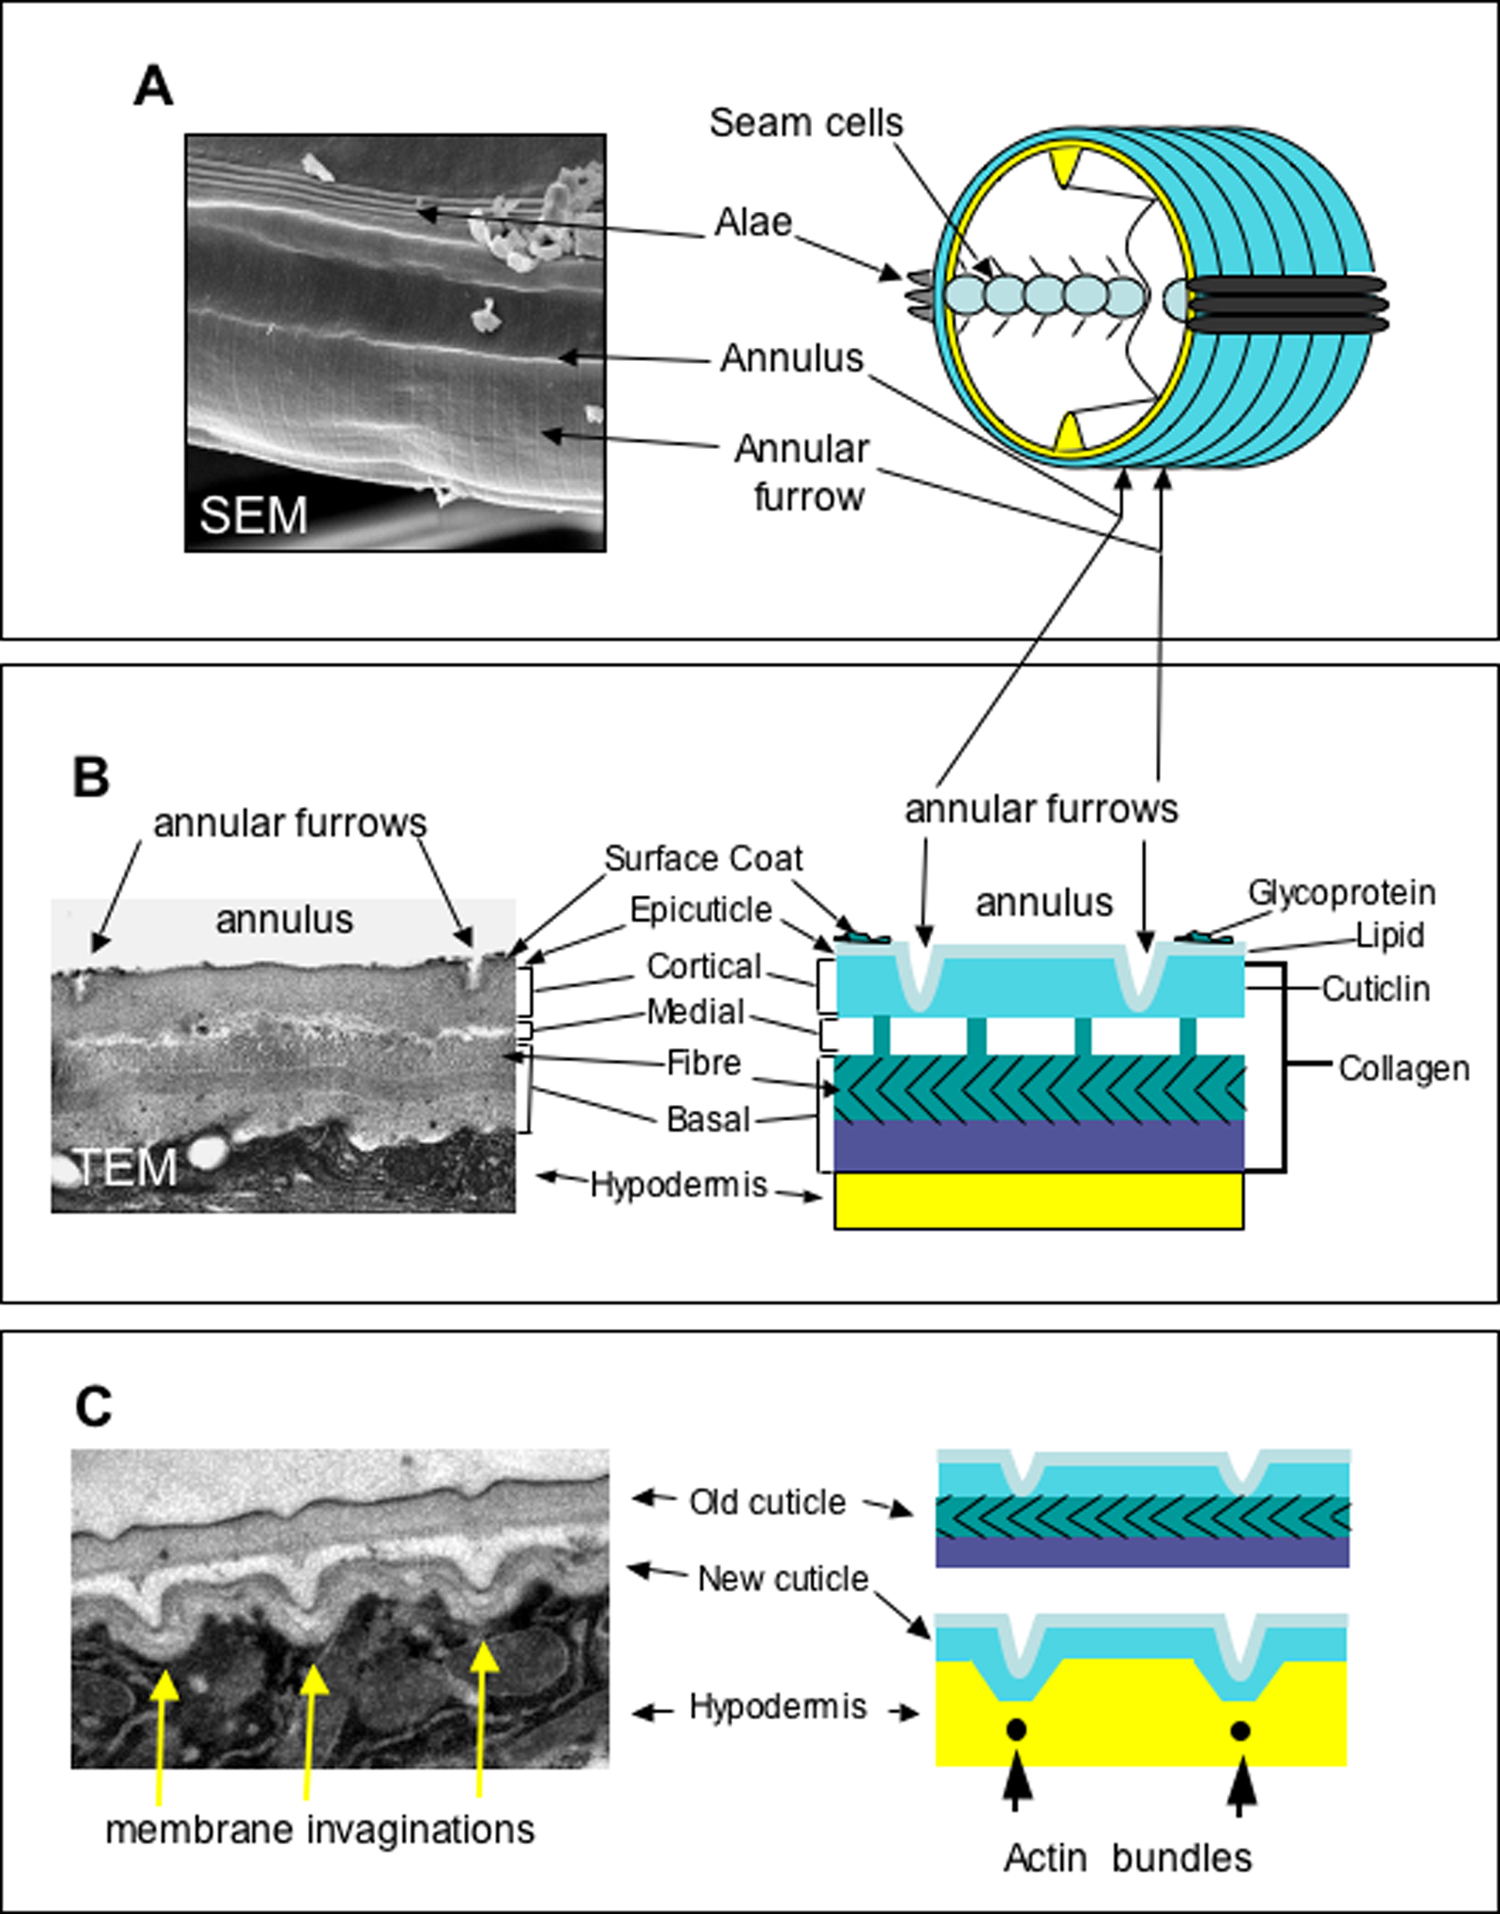 A
Seam cells
Alae
Annulus
Annular
furrow
SEM
B
annular furrows
annular furrows
Surface Coat
annulus
Epicuticle
annulus
Glycoprotein
Lipid
Cortical
Cuticlin
Medial
Fibre
Collagen
Basal
TEM
Hypodermis
C
Old cuticle
New cuticle
Hypodermis
membrane invaginations
Actin bundles